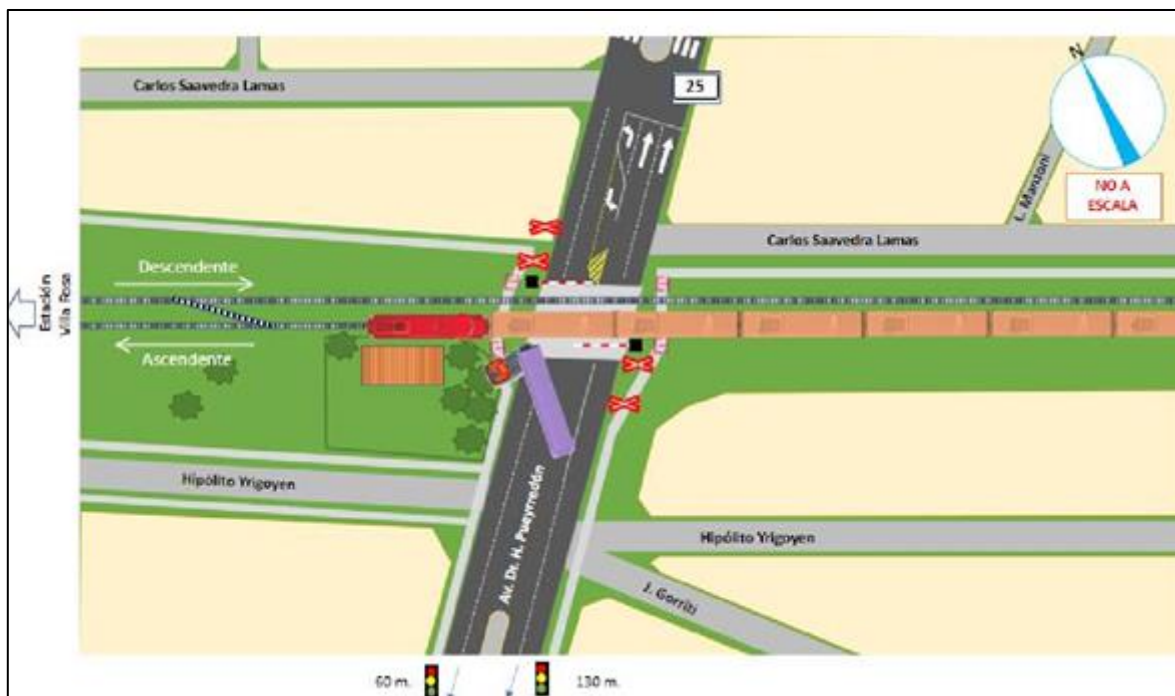 Carlos Saavedra Lamas
25
N
L. Manzoni
NO A
ESCALA
Carlos Saavedra Lamas
Descendente
Estación
Villa Rosa
Ascendente
Hipólito Yrigoyen
Av. Dr. H. Pueyrredón
Hipólito Yrigoyen
J. Gorriti
60 m.
130 m.